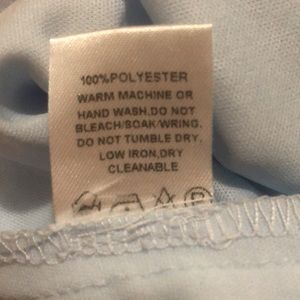 100%POLYESTER
WARM MACHINE OR
HAND WASH.DO NOT
BLEACH/SOAK/WRING.
DO NOT TUMBLE DRY,
LOW IRON,DRY
CLEANABLE